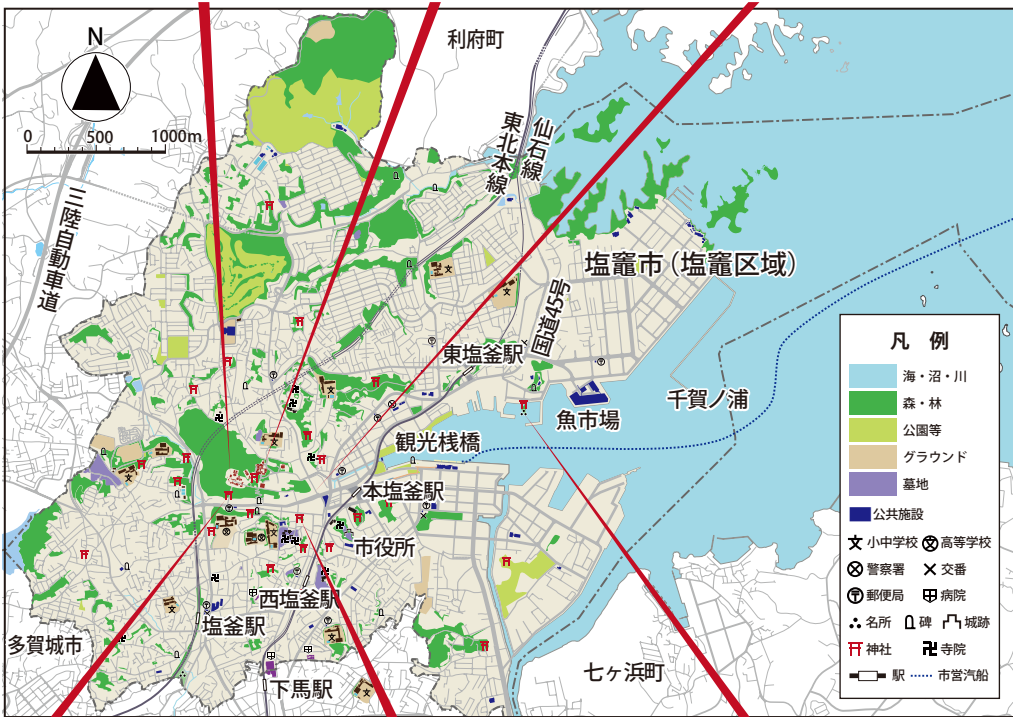 N
0 500 1000m
利府町
三陸自動車道
東北本線
仙石線
塩竈市(塩竈区域)
国道45号
東塩釜駅
魚市場
千賀ノ浦
観光桟橋
本塩釜駅
市役所
西塩釜駅
塩釜駅
多賀城市
下馬駅
七ヶ浜町
凡 例
海・沼・川
森・林
公園等
グラウンド
墓地
公共施設
小中学校 高等学校
警察署 交番
郵便局 病院
名所 碑 城跡
神社 寺院
駅 市営汽船